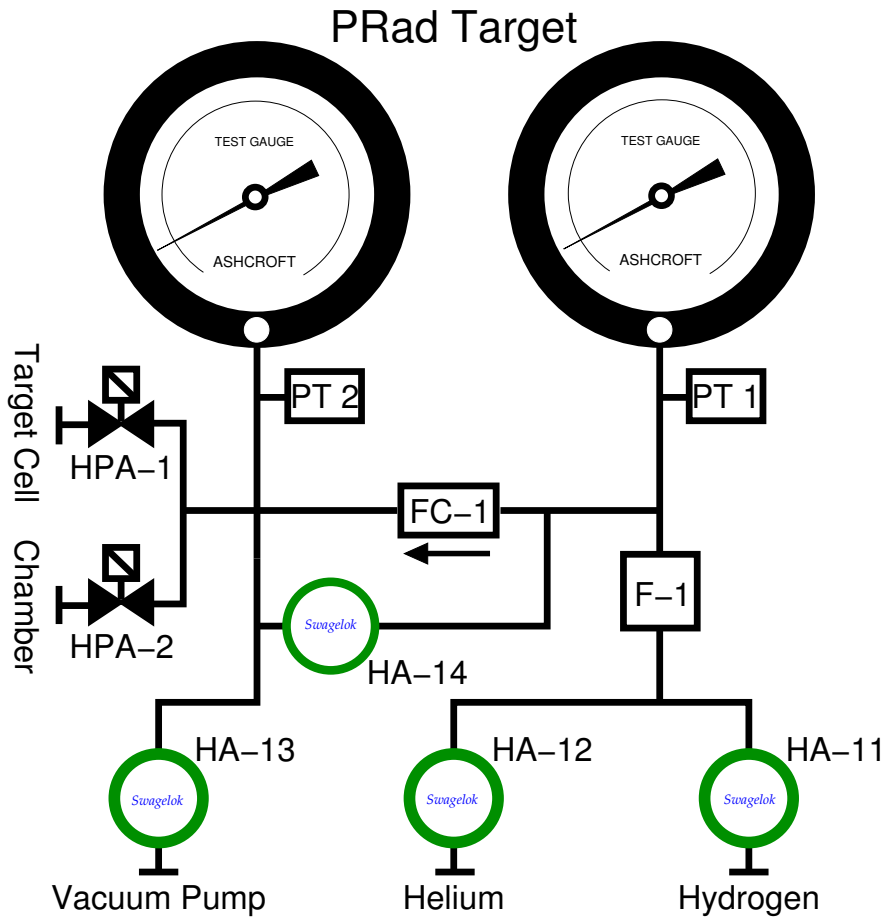 PRad Target
TEST GAUGE
ASHCROFT
TEST GAUGE
ASHCROFT
PT 2
PT 1
Target Cell
HPA−1
FC−1
Chamber
HPA−2
F−1
Swagelok
HA−14
HA−13
HA−12
HA−11
Swagelok
Swagelok
Swagelok
Vacuum Pump
Helium
Hydrogen